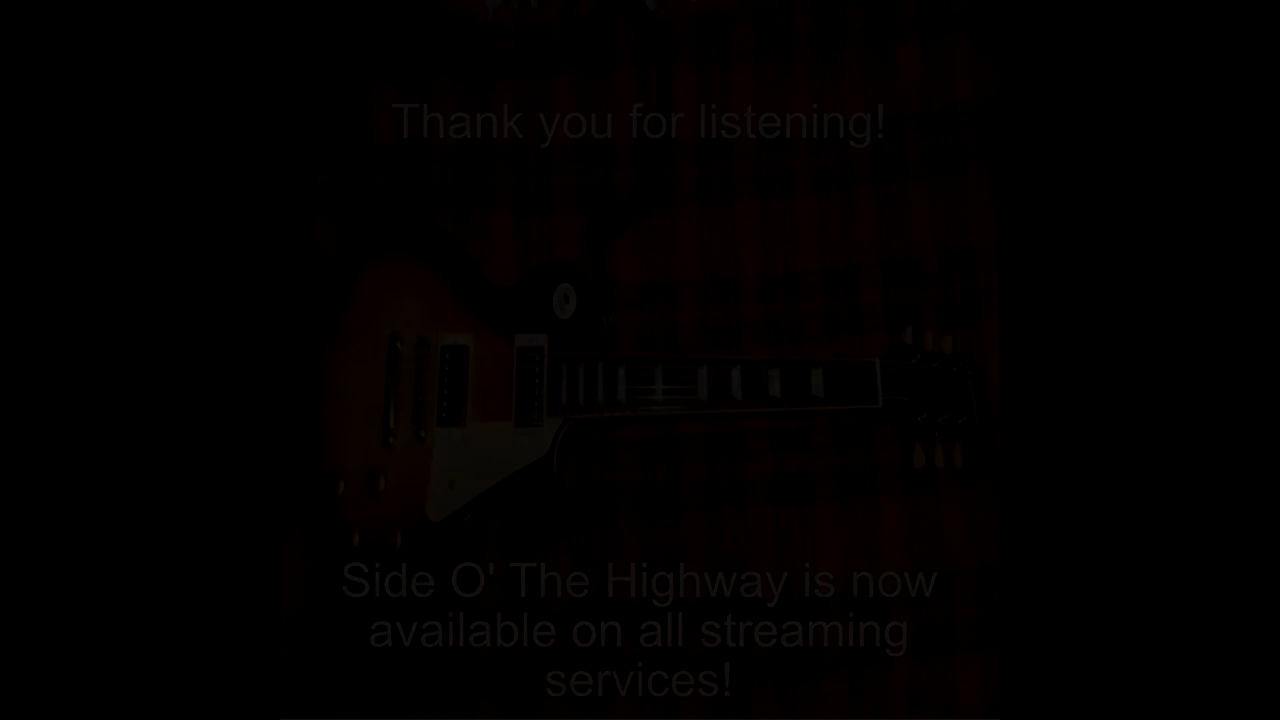 Thank you for listening!
Side O' The Highway is now
available on all streaming
services!